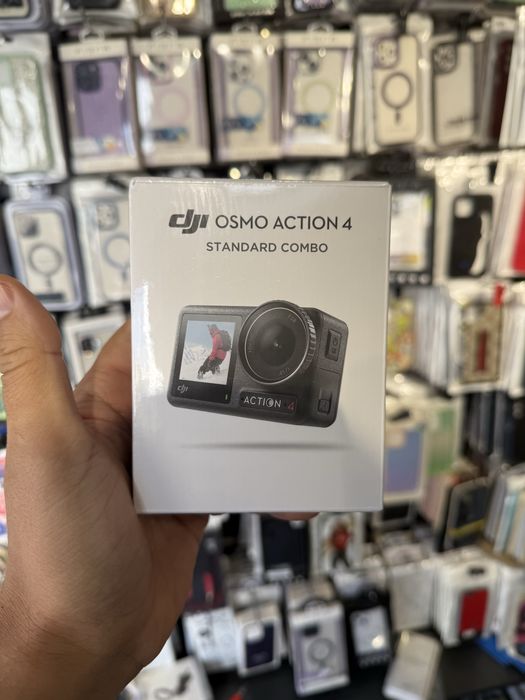 dji OSMO ACTION 4
STANDARD COMBO
dji
ACTION 4